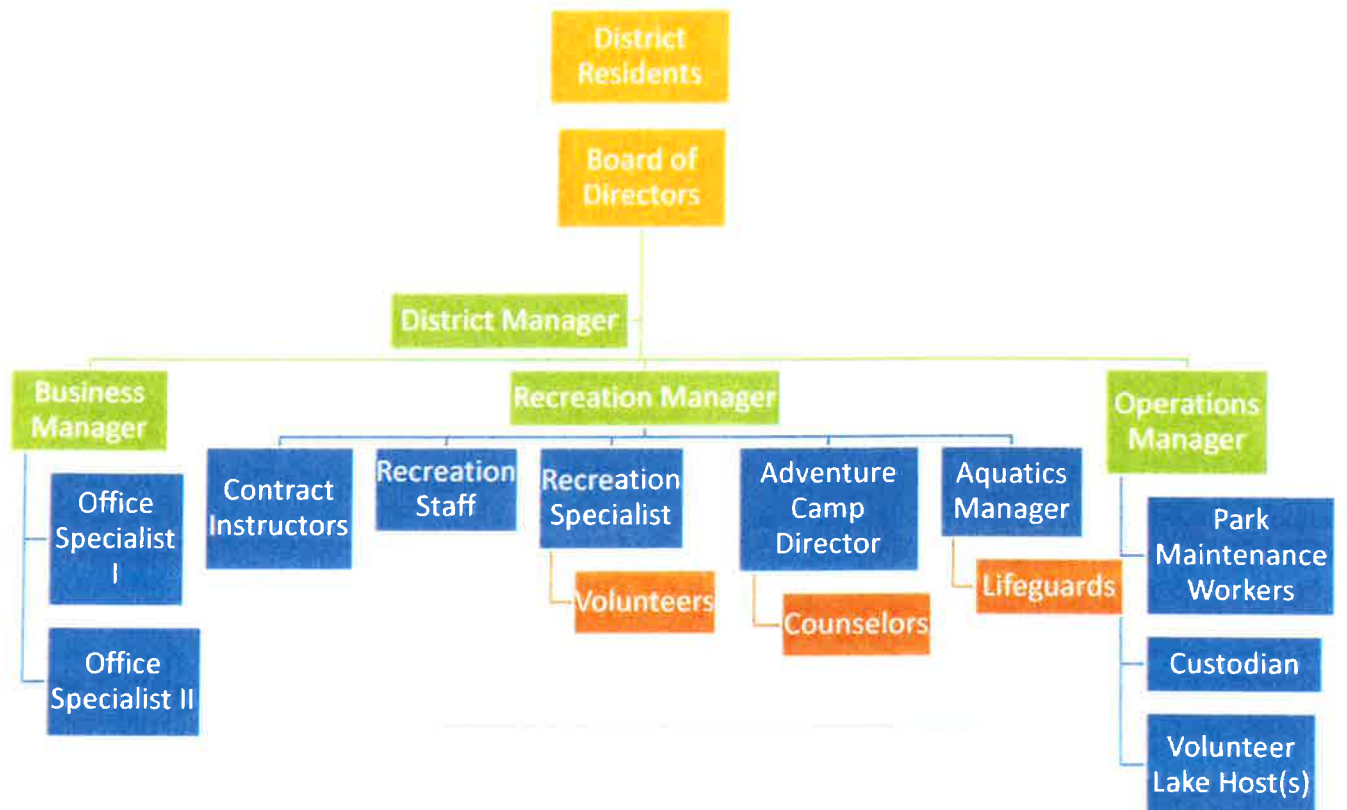 District
Residents
Board of
Directors
District Manager
Business
Manager
Recreation Manager
Operations
Manager
Office
Specialist
I
Office
Specialist II
Contract
Instructors
Recreation
Staff
Recreation
Specialist
Volunteers
Adventure
Camp
Director
Counselors
Aquatics
Manager
Lifeguards
Park
Maintenance
Workers
Custodian
Volunteer
Lake Host(s)